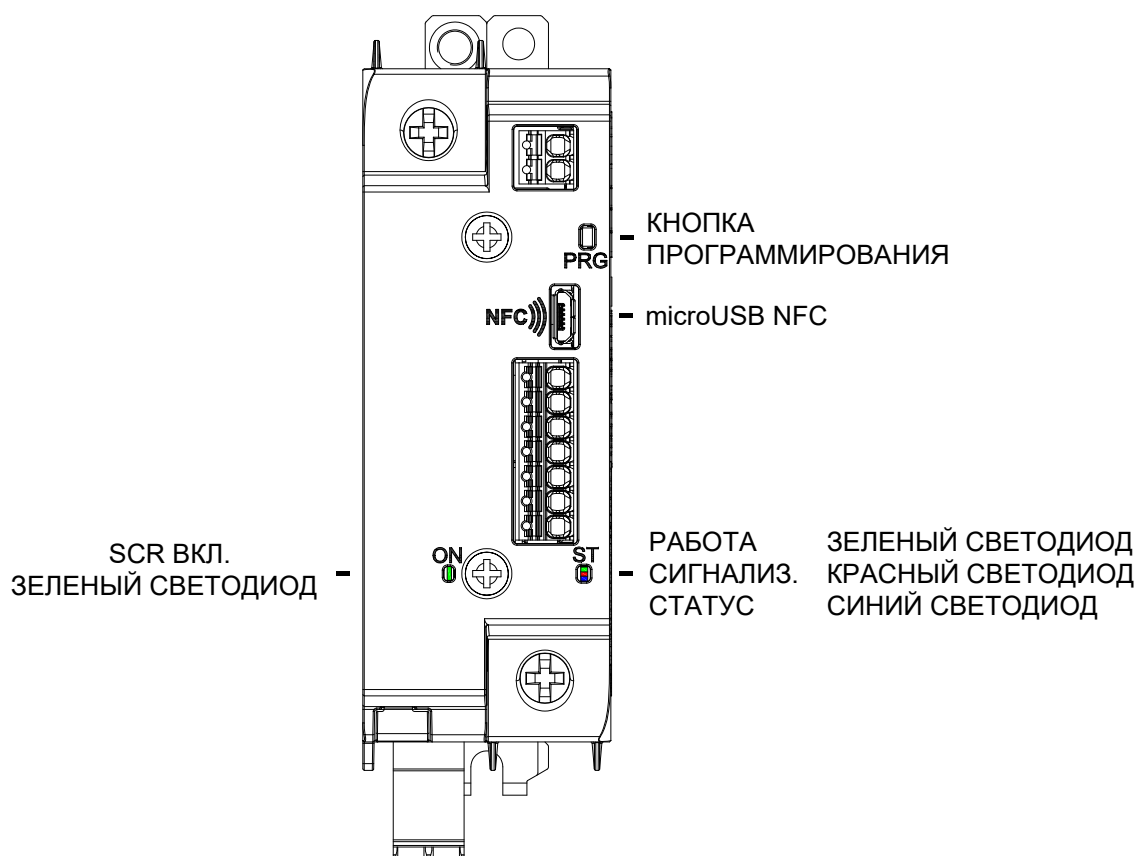 КНОПКА
ПРОГРАММИРОВАНИЯ
PRG
NFC
microUSB NFC
SCR ВКЛ.
ЗЕЛЕНЫЙ СВЕТОДИОД
ON
ST
РАБОТА ЗЕЛЕНЫЙ СВЕТОДИОД
СИГНАЛИЗ. КРАСНЫЙ СВЕТОДИОД
СТАТУС СИНИЙ СВЕТОДИОД